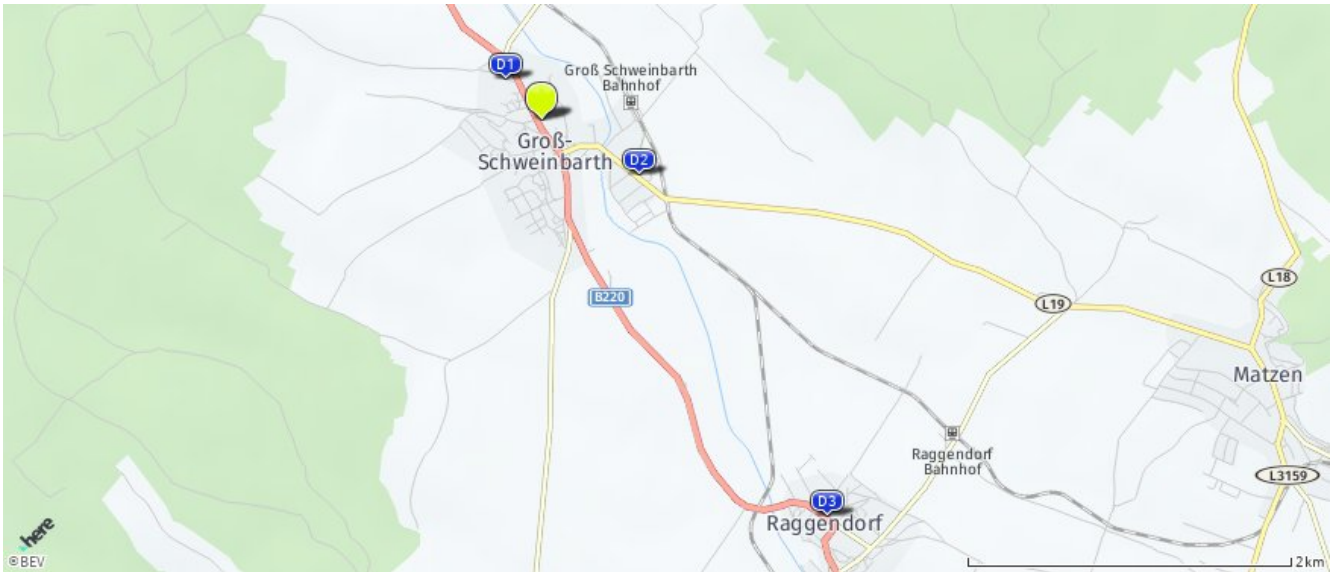 D1
Groß Schweinbarth
Bahnhof
Groß-
Schweinbarth
D2
B220
L19
L18
Matzen
Raggendorf
Bahnhof
L3159
D3
Raggendorf
here
©BEV
2km